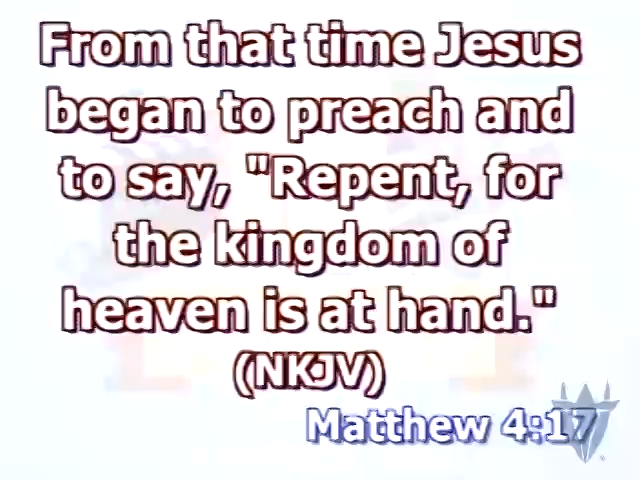 From that time Jesus
began to preach and
to say, "Repent, for
the kingdom of
heaven is at hand."
(NKJV)
Matthew 4:17